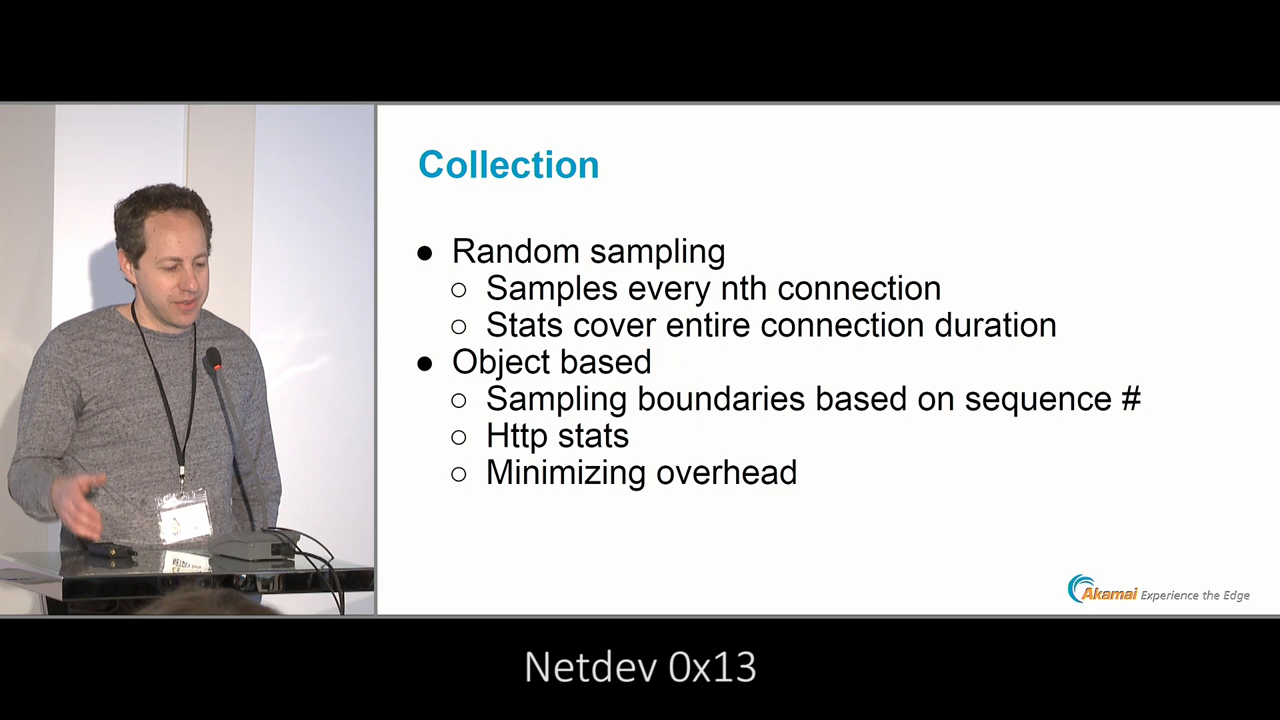 Collection
● Random sampling
○ Samples every nth connection
○ Stats cover entire connection duration
● Object based
○ Sampling boundaries based on sequence #
○ Http stats
○ Minimizing overhead
Akamai Experience the Edge
Netdev 0x13